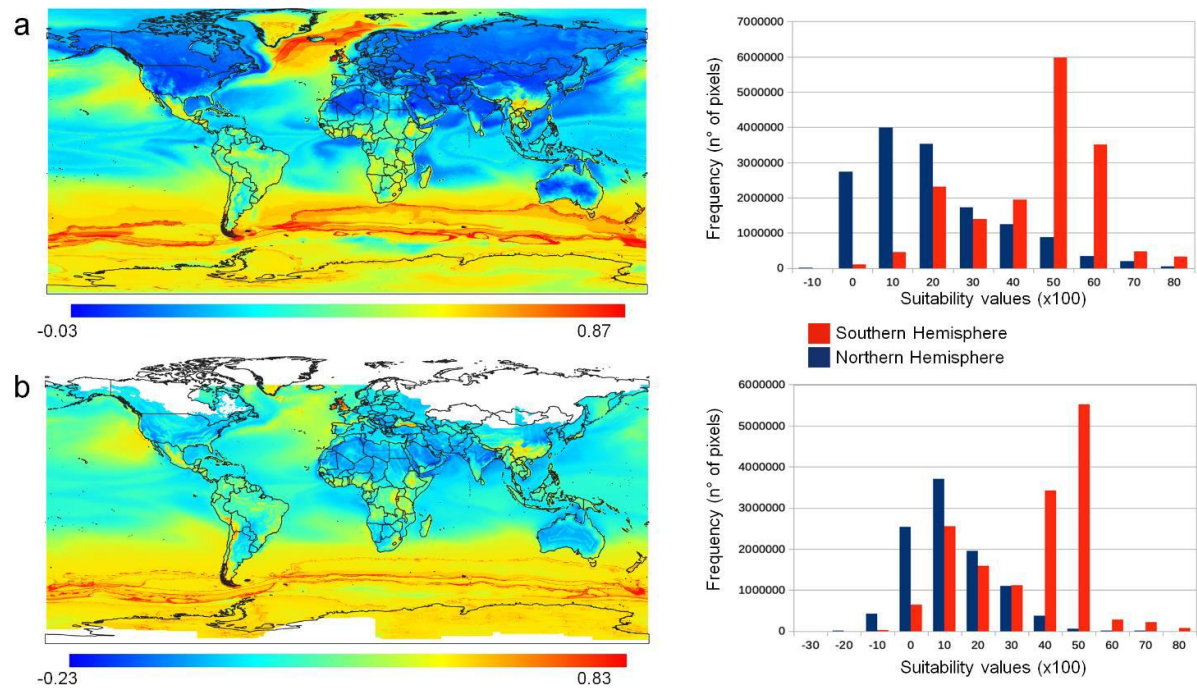 a
-0.03
0.87
7000000
6000000
5000000
4000000
3000000
2000000
1000000
0
Frequency (n° of pixels)
-10 0 10 20 30 40 50 60 70 80
Suitability values (x100)
Southern Hemisphere
Northern Hemisphere
b
-0.23
0.83
6000000
5000000
4000000
3000000
2000000
1000000
0
Frequency (n° of pixels)
-30 -20 -10 0 10 20 30 40 50 60 70 80
Suitability values (x100)